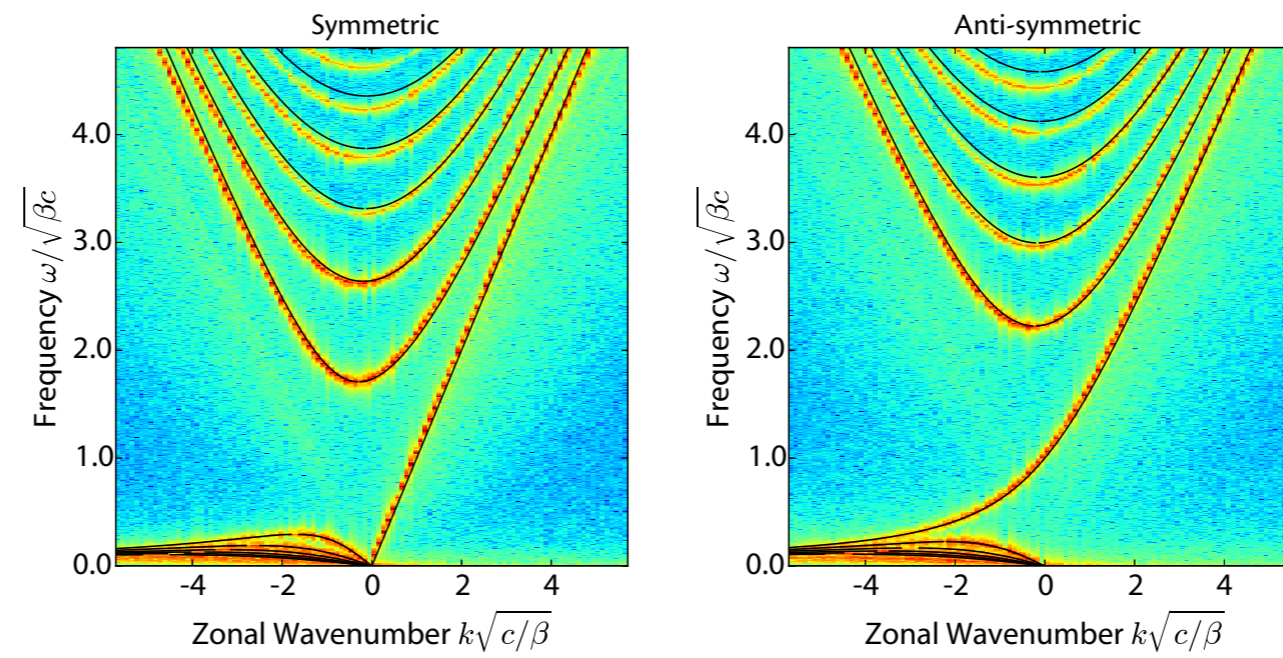 Symmetric
Frequency ω/√βc
4.0
3.0
2.0
1.0
0.0
-4 -2 0 2 4
Zonal Wavenumber k√c/β
Anti-symmetric
Frequency ω/√βc
4.0
3.0
2.0
1.0
0.0
-4 -2 0 2 4
Zonal Wavenumber k√c/β